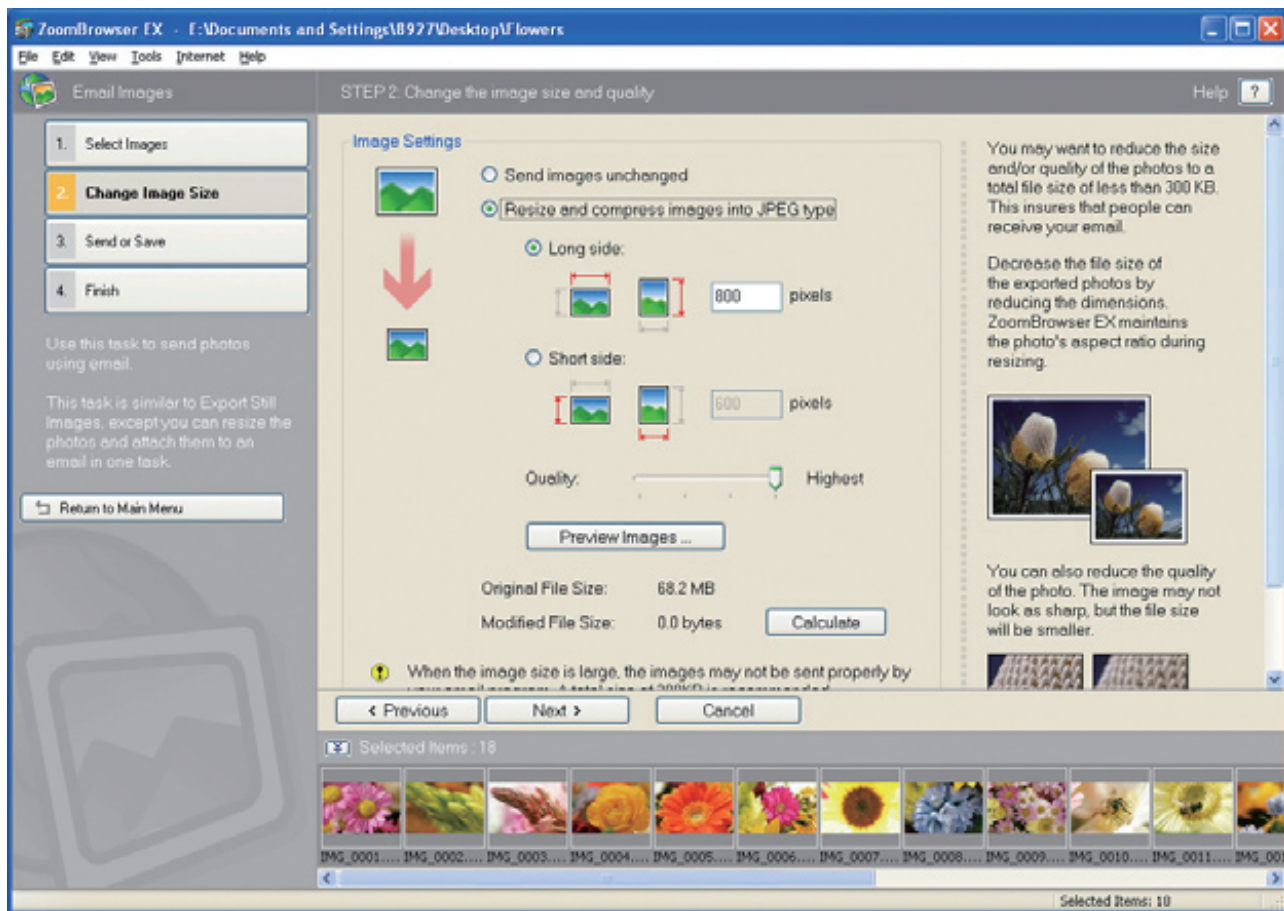 ZoomBrowser EX - E:\Documents and Settings\8927\Desktop\Flowers
File Edit View Tools Internet Help
Email Images
STEP 2: Change the image size and quality
Help ?
1. Select Images
2. Change Image Size
3. Send or Save
4. Finish
Use this task to send photos
using email.
This task is similar to Export Still
Images, except you can resize the
photos and attach them to an
email in one task.
Return to Main Menu
Image Settings
Send images unchanged
Resize and compress images into JPEG type
Long side:
800 pixels
Short side:
600 pixels
Quality: Highest
Preview Images ...
Original File Size: 68.2 MB
Modified File Size: 0.0 bytes Calculate
When the image size is large, the images may not be sent properly by
your email program. A total size of 300KB is recommended.
You may want to reduce the size
and/or quality of the photos to a
total file size of less than 300 KB.
This insures that people can
receive your email.
Decrease the file size of
the exported photos by
reducing the dimensions.
ZoomBrowser EX maintains
the photo's aspect ratio during
resizing.
You can also reduce the quality
of the photo. The image may not
look as sharp, but the file size
will be smaller.
< Previous Next > Cancel
Selected Items : 18
IMG_0001.... IMG_0002.... IMG_0003.... IMG_0004.... IMG_0005.... IMG_0006.... IMG_0007.... IMG_0008.... IMG_0009.... IMG_0010.... IMG_0011.... IMG_001
Selected Items: 18